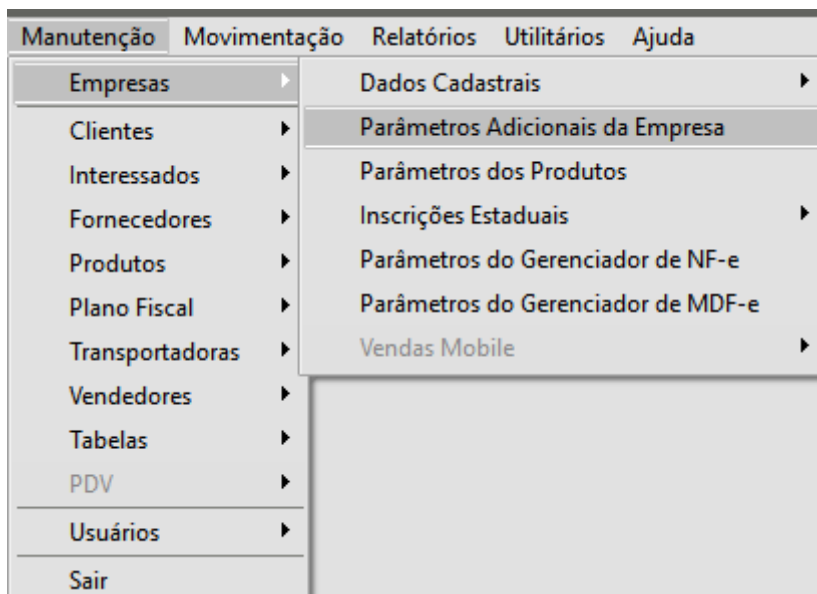 Manutenção Movimentação Relatórios Utilitários Ajuda
Empresas
Clientes
Interessados
Fornecedores
Produtos
Plano Fiscal
Transportadoras
Vendedores
Tabelas
PDV
Usuários
Sair
Dados Cadastrais
Parâmetros Adicionais da Empresa
Parâmetros dos Produtos
Inscrições Estaduais
Parâmetros do Gerenciador de NF-e
Parâmetros do Gerenciador de MDF-e
Vendas Mobile